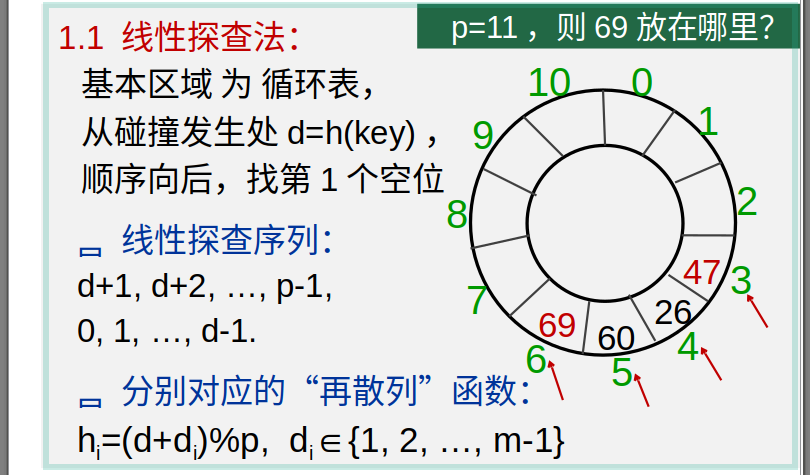 p=11 ，则 69 放在哪里？
1.1 线性探查法：
基本区域 为 循环表，
从碰撞发生处 d=h(key) ，
顺序向后，找第 1 个空位
线性探查序列：
d+1, d+2, …, p-1,
0, 1, …, d-1.
分别对应的“再散列”函数：
hi=(d+di)%p, di∈{1, 2, …, m-1}
10
0
9
1
8
2
7
47
3
69
60
26
6
5
4